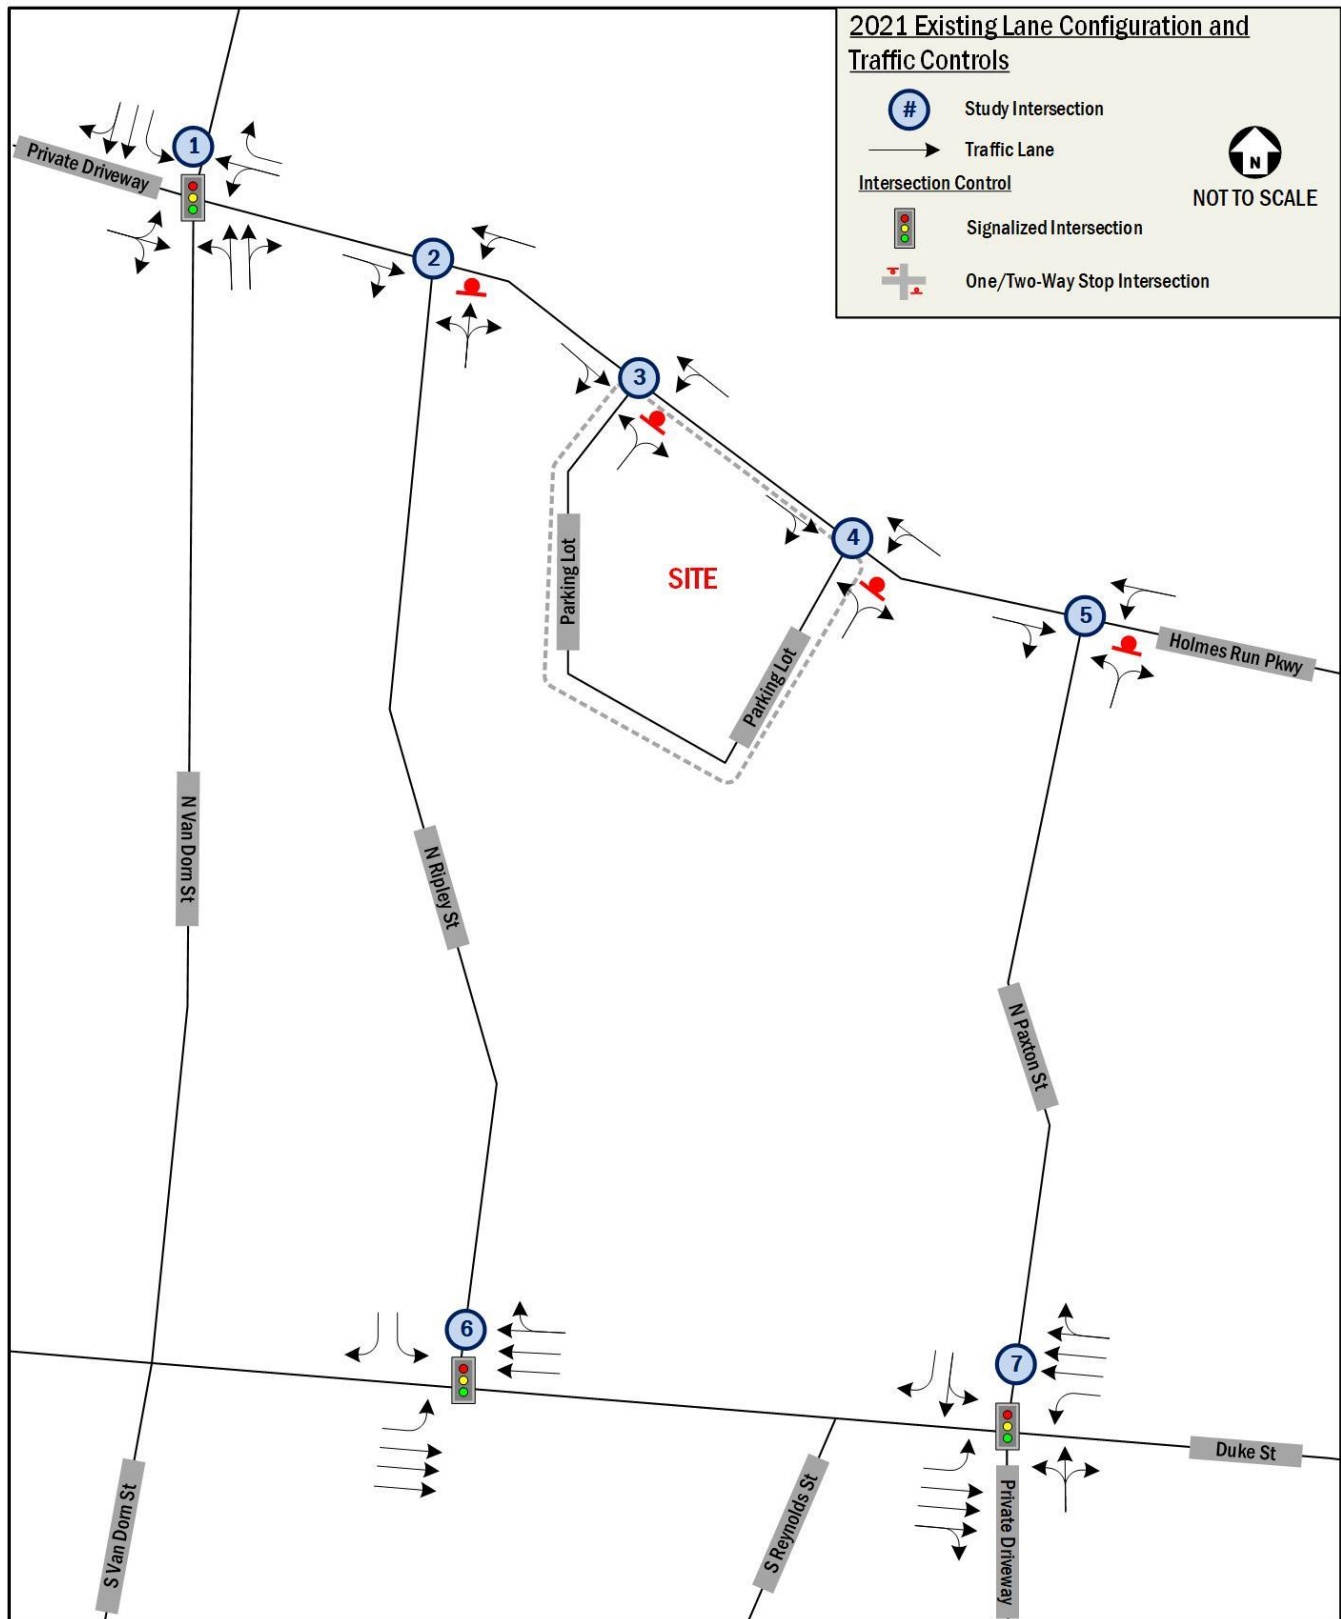 2021 Existing Lane Configuration and
Traffic Controls
#
Study Intersection
Traffic Lane
Intersection Control
N
NOT TO SCALE
Signalized Intersection
One/Two-Way Stop Intersection
1
Private Driveway
2
3
4
Parking Lot
SITE
5
Holmes Run Pkwy
Parking Lot
N Van Dorn St
N Ripley St
N Paxton St
6
7
Duke St
S Van Dorn St
S Reynolds St
Private Driveway